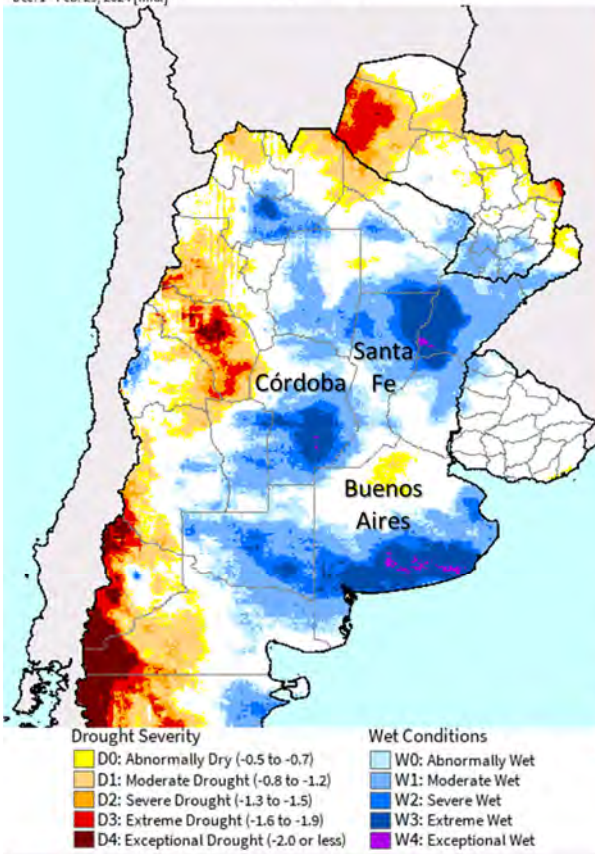 Santa
Fe
Córdoba
Buenos
Aires
Drought Severity
D0: Abnormally Dry (-0.5 to -0.7)
D1: Moderate Drought (-0.8 to -1.2)
D2: Severe Drought (-1.3 to -1.5)
D3: Extreme Drought (-1.6 to -1.9)
D4: Exceptional Drought (-2.0 or less)
Wet Conditions
W0: Abnormally Wet
W1: Moderate Wet
W2: Severe Wet
W3: Extreme Wet
W4: Exceptional Wet